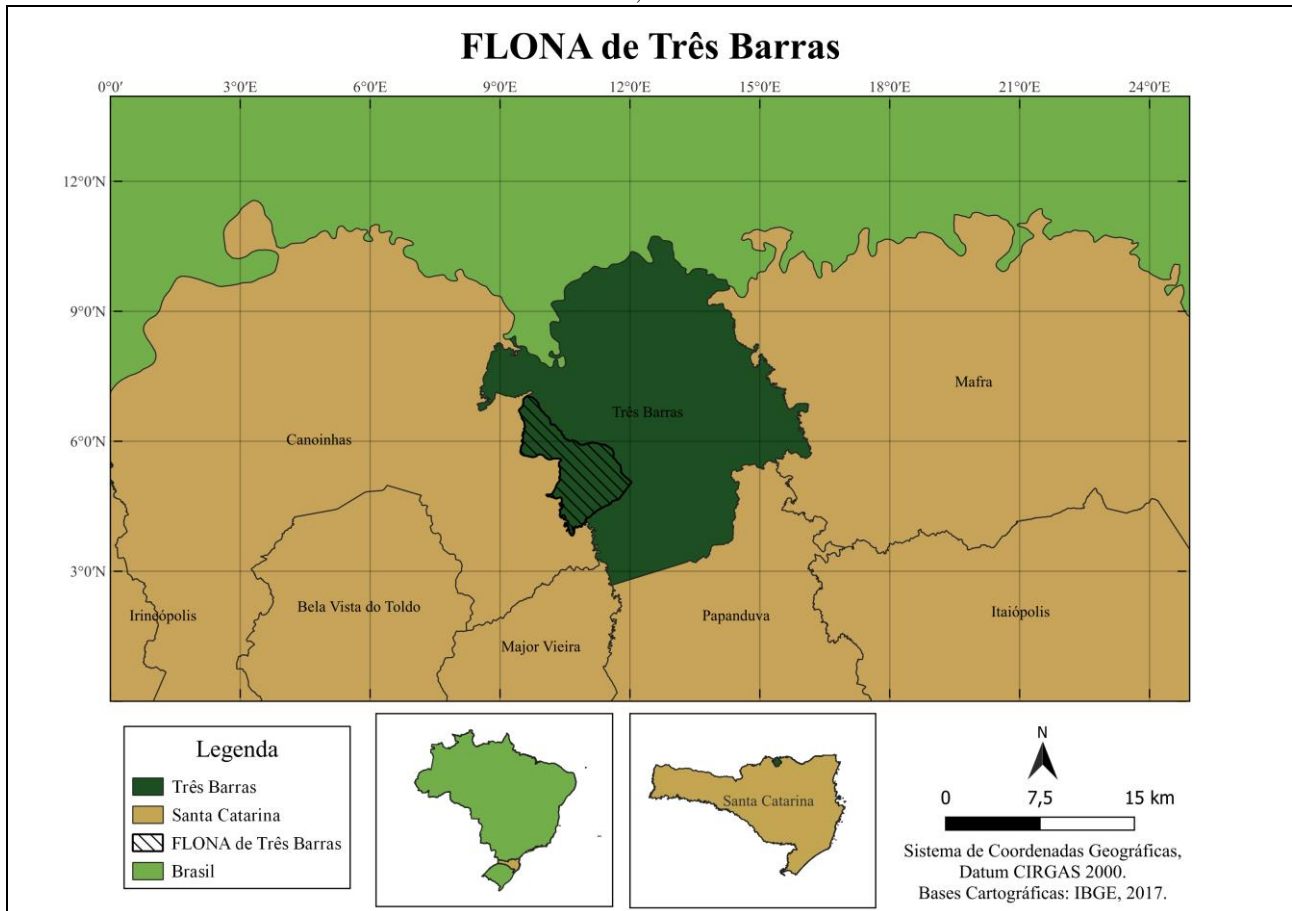 FLONA de Três Barras
0°0′ 3°0′E 6°0′E 9°0′E 12°0′E 15°0′E 18°0′E 21°0′E 24°0′E
12°0′N
9°0′N
Mafra
Três Barras
Canoinhas
6°0′N
3°0′N
Irineópolis
Bela Vista do Toldo
Papanduva
Itaiópolis
Major Vieira
Legenda
Três Barras
Santa Catarina
FLONA de Três Barras
Brasil
Santa Catarina
N
0 7,5 15 km
Sistema de Coordenadas Geográficas,
Datum CIRGAS 2000.
Bases Cartográficas: IBGE, 2017.